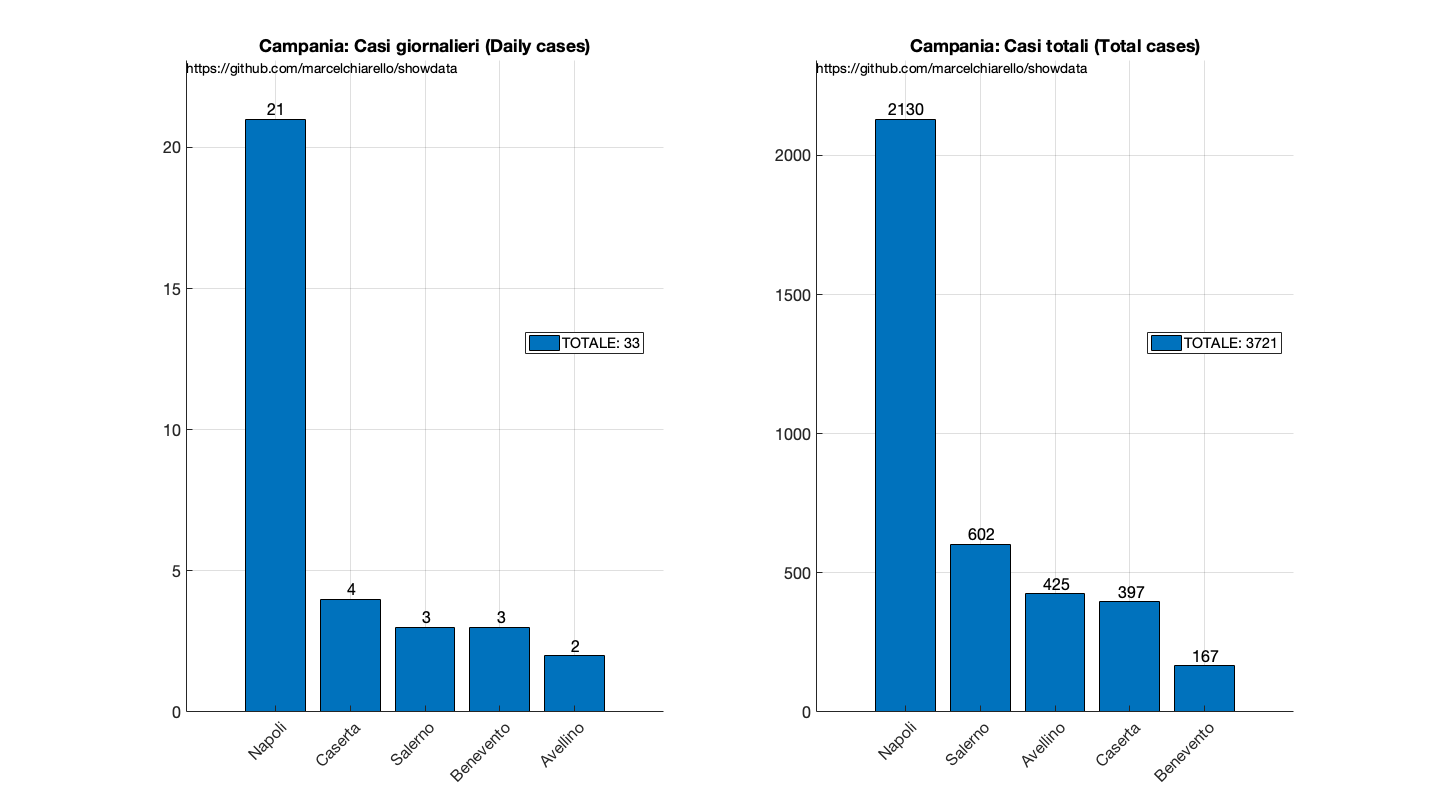 Campania: Casi giornalieri (Daily cases)
https://github.com/marcelchiarello/showdata
21
20
15
TOTALE: 33
10
5
4
3
3
2
0
Napoli
Caserta
Salerno
Benevento
Avellino
Campania: Casi totali (Total cases)
https://github.com/marcelchiarello/showdata
2130
2000
1500
TOTALE: 3721
1000
602
500
425
397
167
0
Napoli
Salerno
Avellino
Caserta
Benevento